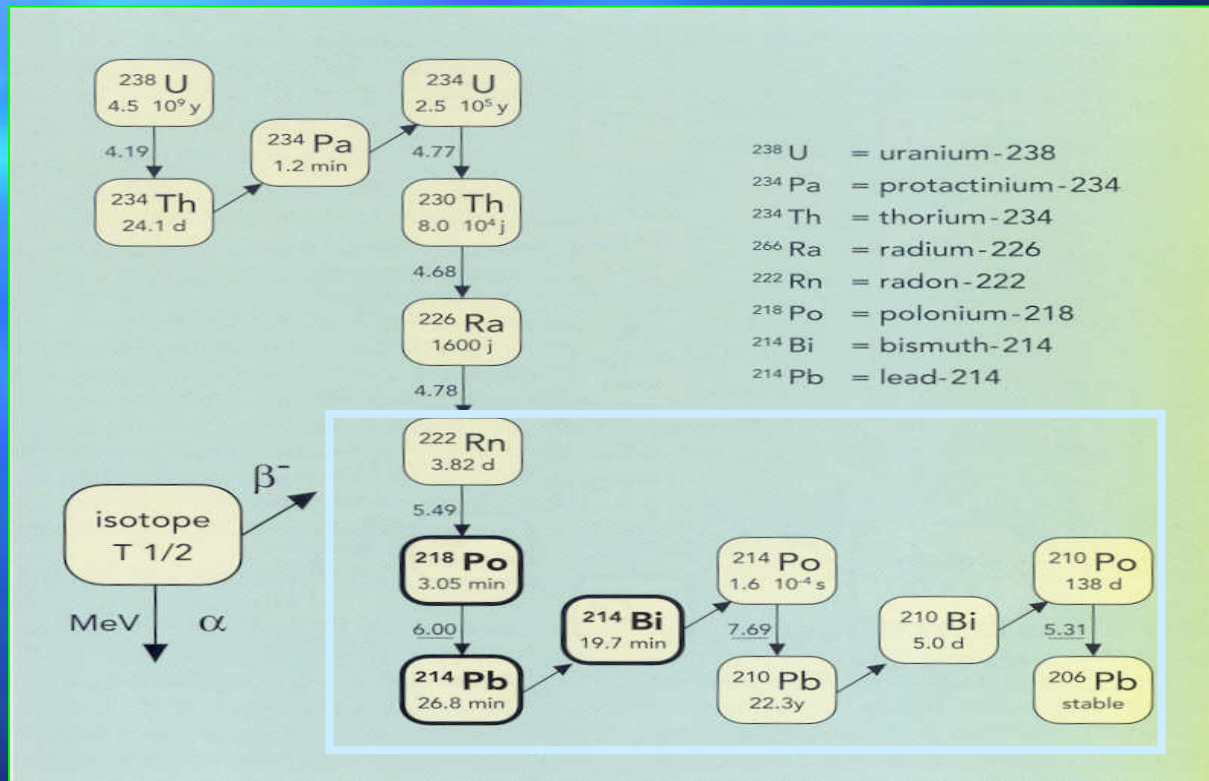 ²³⁸ U
4.5 10⁹ y
²³⁴ U
2.5 10⁵ y
²³⁴ Pa
1.2 min
4.19
4.77
²³⁴ Th
24.1 d
²³⁰ Th
8.0 10⁴ j
4.68
²²⁶ Ra
1600 j
4.78
²³⁸ U = uranium-238
²³⁴ Pa = protactinium-234
²³⁴ Th = thorium-234
²⁶⁶ Ra = radium-226
²²² Rn = radon-222
²¹⁸ Po = polonium-218
²¹⁴ Bi = bismuth-214
²¹⁴ Pb = lead-214
isotope
T 1/2
β⁻
MeV α
²²² Rn
3.82 d
5.49
²¹⁸ Po
3.05 min
6.00
²¹⁴ Pb
26.8 min
²¹⁴ Bi
19.7 min
²¹⁴ Po
1.6 10⁻⁴ s
7.69
²¹⁰ Pb
22.3y
²¹⁰ Bi
5.0 d
²¹⁰ Po
138 d
5.31
²⁰⁶ Pb
stable